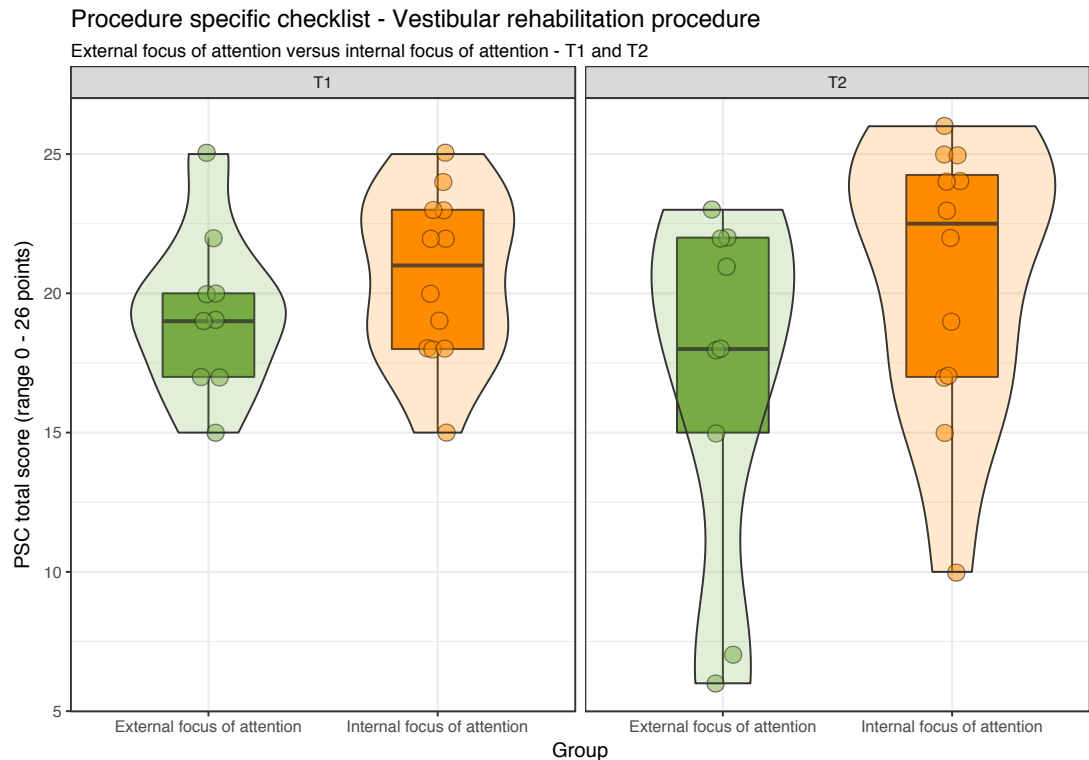 Procedure specific checklist - Vestibular rehabilitation procedure
External focus of attention versus internal focus of attention - T1 and T2
T1
T2
PSC total score (range 0 - 26 points)
25
20
15
10
5
External focus of attention
Internal focus of attention
External focus of attention
Internal focus of attention
Group